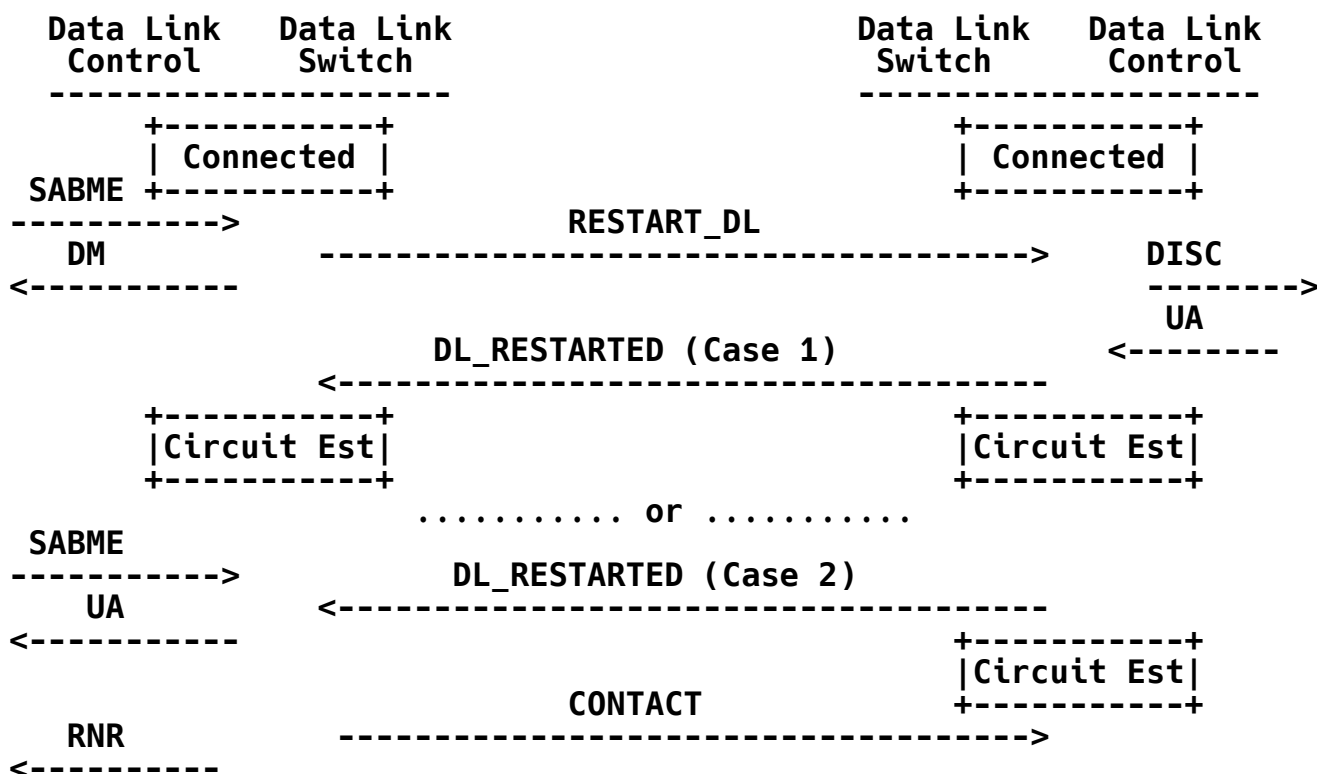 Data Link   Data Link                     Data Link   Data Link
 Control     Switch                        Switch      Control
---------------------                     ---------------------
     +-----------+                             +-----------+
     | Connected |                             | Connected |
SABME +-----------+                             +-----------+
----------->                 RESTART_DL
  DM           ------------------------------------->     DISC
<------------                                               -------->
                                                             UA
                      DL_RESTARTED (Case 1)              <--------
                <-------------------------------------
       +-----------+                             +-----------+
       |Circuit Est|                             |Circuit Est|
       +-----------+                             +-----------+
                     ........... or ...........
SABME
----------->           DL_RESTARTED (Case 2)
    UA          <-------------------------------------
<------------                                    +-----------+
                                                 |Circuit Est|
                             CONTACT             +-----------+
   RNR           ------------------------------------>
<-----------